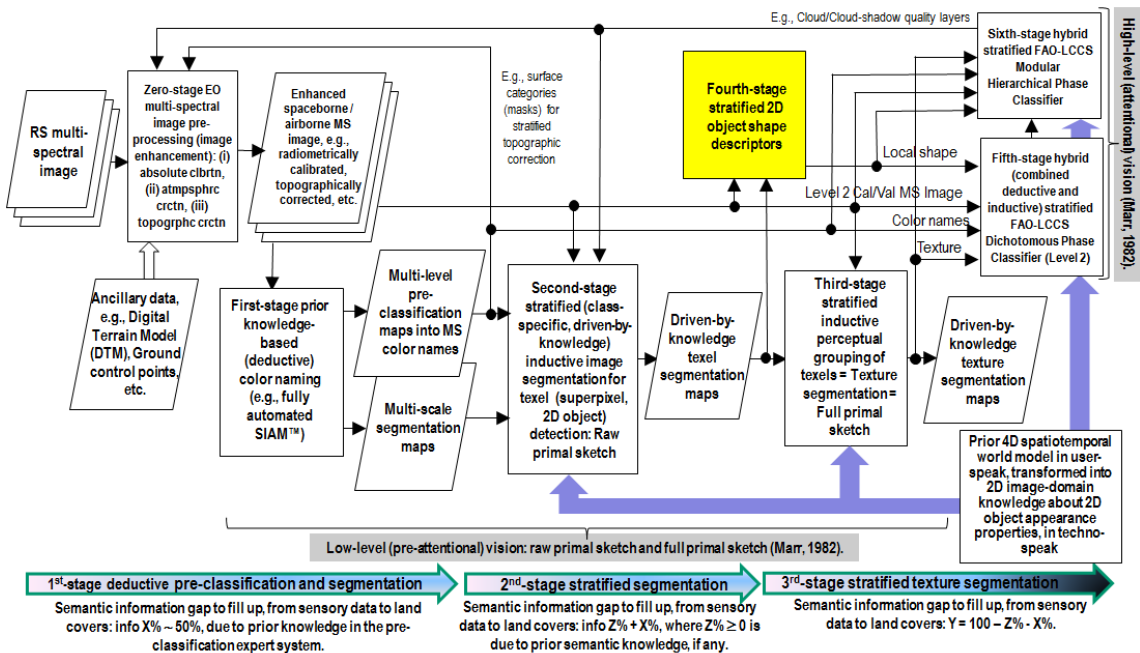 E.g., Cloud/Cloud-shadow quality layers
RS multi-
spectral
image
Zero-stage EO
multi-spectral
image pre-
processing (image
enhancement): (i)
absolute clbrtn,
(ii) atmpsphrc
crctn, (iii)
topogrphc crctn
Enhanced
spaceborne /
airborne MS
image, e.g.,
radiometrically
calibrated,
topographically
corrected, etc.
E.g., surface
categories
(masks) for
stratified
topographic
correction
Fourth-stage
stratified 2D
object shape
descriptors
Sixth-stage hybrid
stratified FAO-LCCS
Modular
Hierarchical Phase
Classifier
High-level (attentional) vision (Marr, 1982).
Local shape
Level 2 Cal/Val MS Image
Color names
Texture
Fifth-stage hybrid
(combined
deductive and
inductive) stratified
FAO-LCCS
Dichotomous Phase
Classifier (Level 2)
Ancillary data,
e.g., Digital
Terrain Model
(DTM), Ground
control points,
etc.
First-stage prior
knowledge-
based
(deductive)
color naming
(e.g., fully
automated
SIAM™)
Multi-level
pre-
classification
maps into MS
color names
Multi-scale
segmentation
maps
Second-stage
stratified (class-
specific, driven-by-
knowledge)
inductive image
segmentation for
texel (superpixel,
2D object)
detection: Raw
primal sketch
Driven-by-
knowledge
texel
segmentation
maps
Third-stage
stratified
inductive
perceptual
grouping of
texels = Texture
segmentation =
Full primal
sketch
Driven-by-
knowledge
texture
segmentation
maps
Prior 4D spatiotemporal
world model in user-
speak, transformed into
2D image-domain
knowledge about 2D
object appearance
properties, in techno-
speak
Low-level (pre-attentional) vision: raw primal sketch and full primal sketch (Marr, 1982).
1st-stage deductive pre-classification and segmentation
Semantic information gap to fill up, from sensory data to land
covers: info X% ~ 50%, due to prior knowledge in the pre-
classification expert system.
2nd-stage stratified segmentation
Semantic information gap to fill up, from sensory
data to land covers: info Z% + X%, where Z% ≥ 0 is
due to prior semantic knowledge, if any.
3rd-stage stratified texture segmentation
Semantic information gap to fill up, from sensory
data to land covers: Y = 100 – Z% - X%.